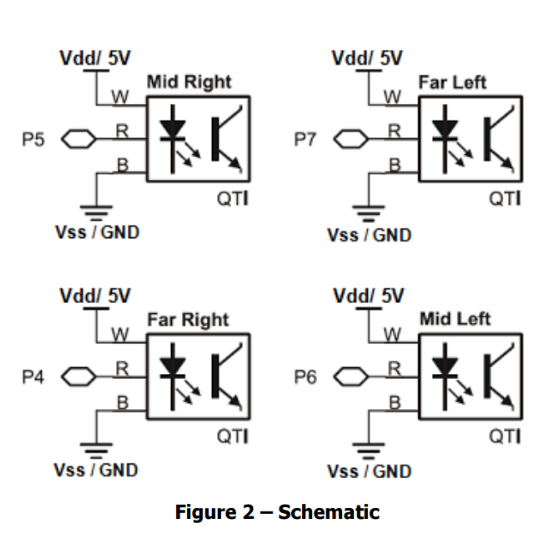 Vdd/ 5V
Mid Right
W
P5
R
B
QTI
Vss / GND
Vdd/ 5V
Far Left
W
P7
R
B
QTI
Vss / GND
Vdd/ 5V
Far Right
W
P4
R
B
QTI
Vss / GND
Vdd/ 5V
Mid Left
W
P6
R
B
QTI
Vss / GND
Figure 2 – Schematic